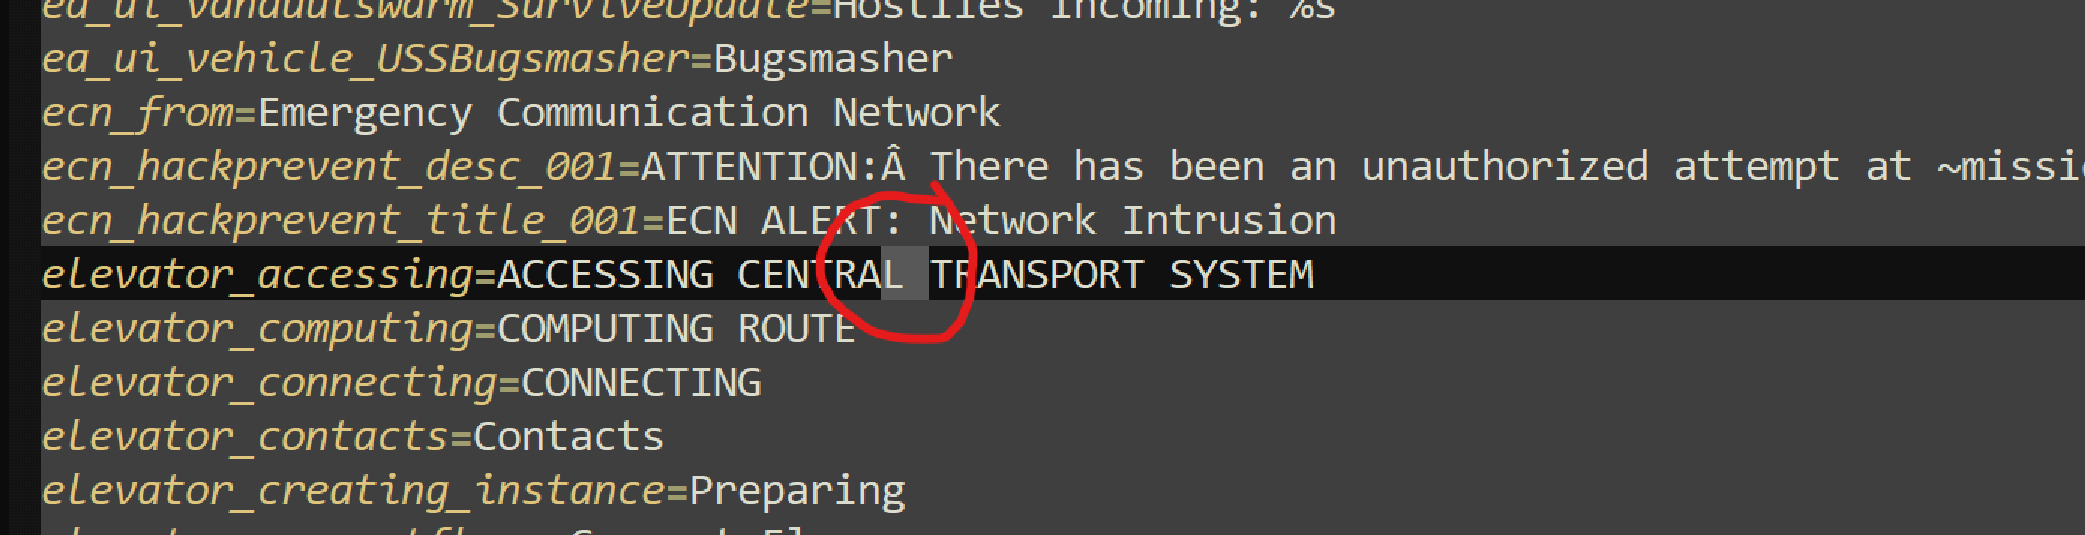 ea_ui_vanduulswarm_SurviveUpdate=Hostiles incoming: %s
ea_ui_vehicle_USSBugsmasher=Bugsmasher
ecn_from=Emergency Communication Network
ecn_hackprevent_desc_001=ATTENTION:Â There has been an unauthorized attempt at ~missi
ecn_hackprevent_title_001=ECN ALERT: Network Intrusion
elevator_accessing=ACCESSING CENTRAL TRANSPORT SYSTEM
elevator_computing=COMPUTING ROUTE
elevator_connecting=CONNECTING
elevator_contacts=Contacts
elevator_creating_instance=Preparing